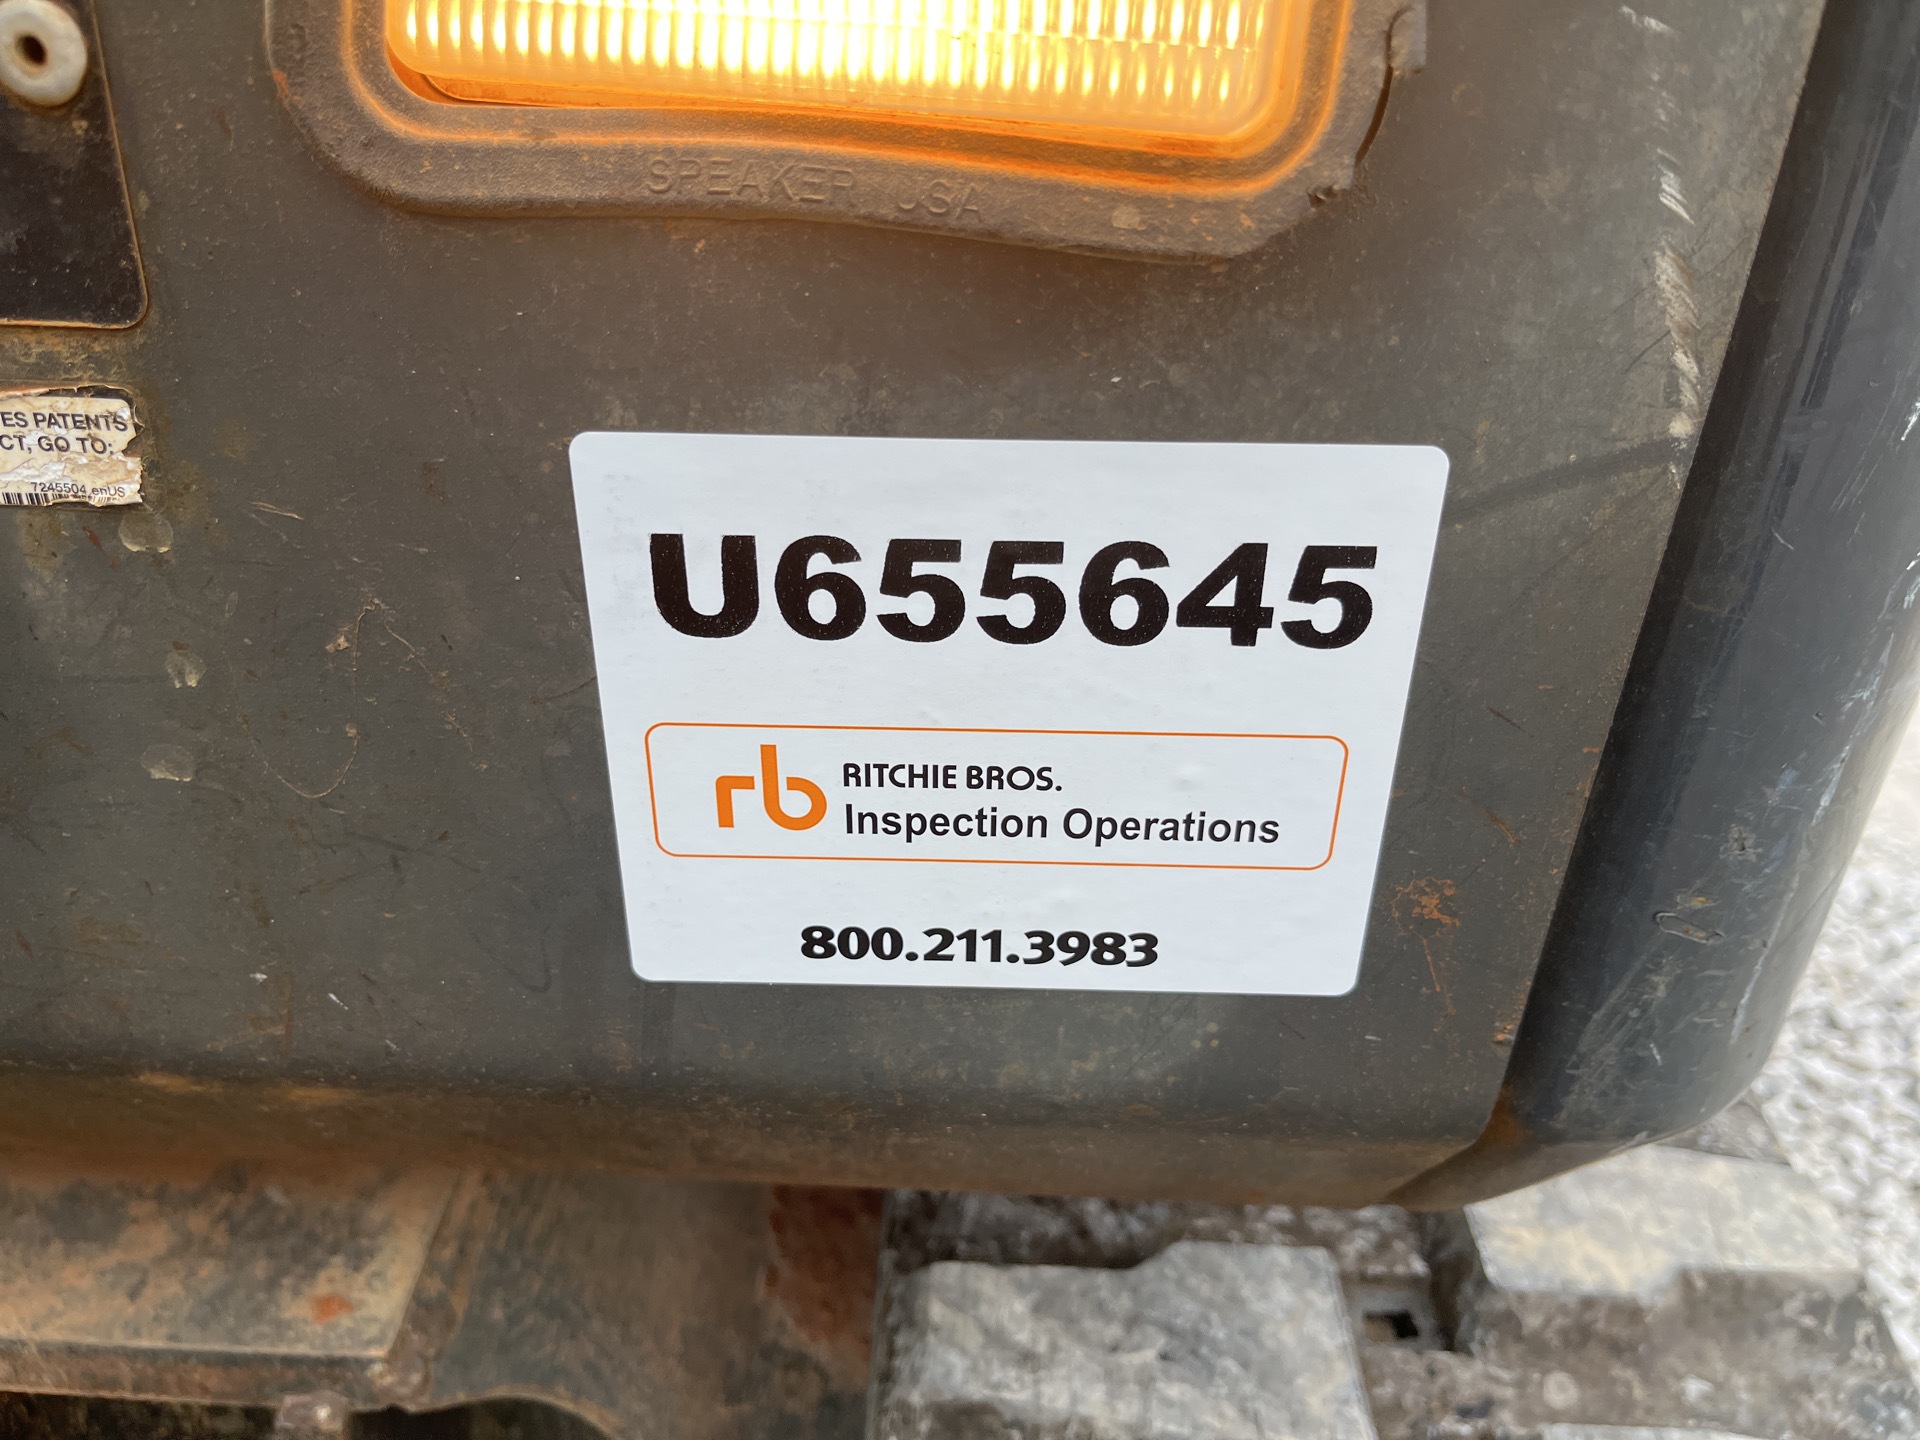 SPEAKER USA
ES PATENTS
CT, GO TO:
7245504 enUS
U655645
rb RITCHIE BROS.
Inspection Operations
800.211.3983